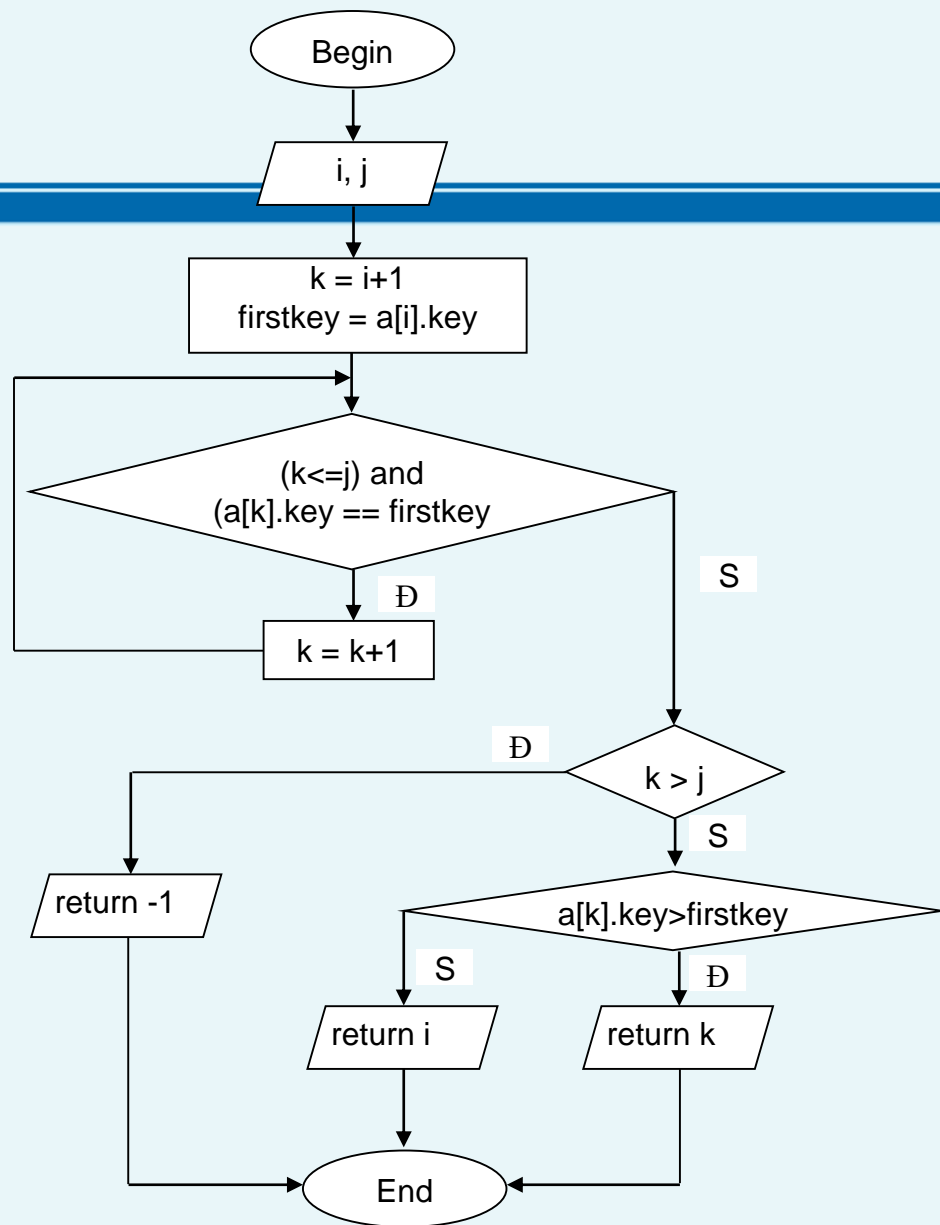 Begin
i, j
k = i+1
firstkey = a[i].key
(k<=j) and
(a[k].key == firstkey
S
Đ
k = k+1
Đ
k > j
S
return -1
a[k].key>firstkey
S
Đ
return i
return k
End